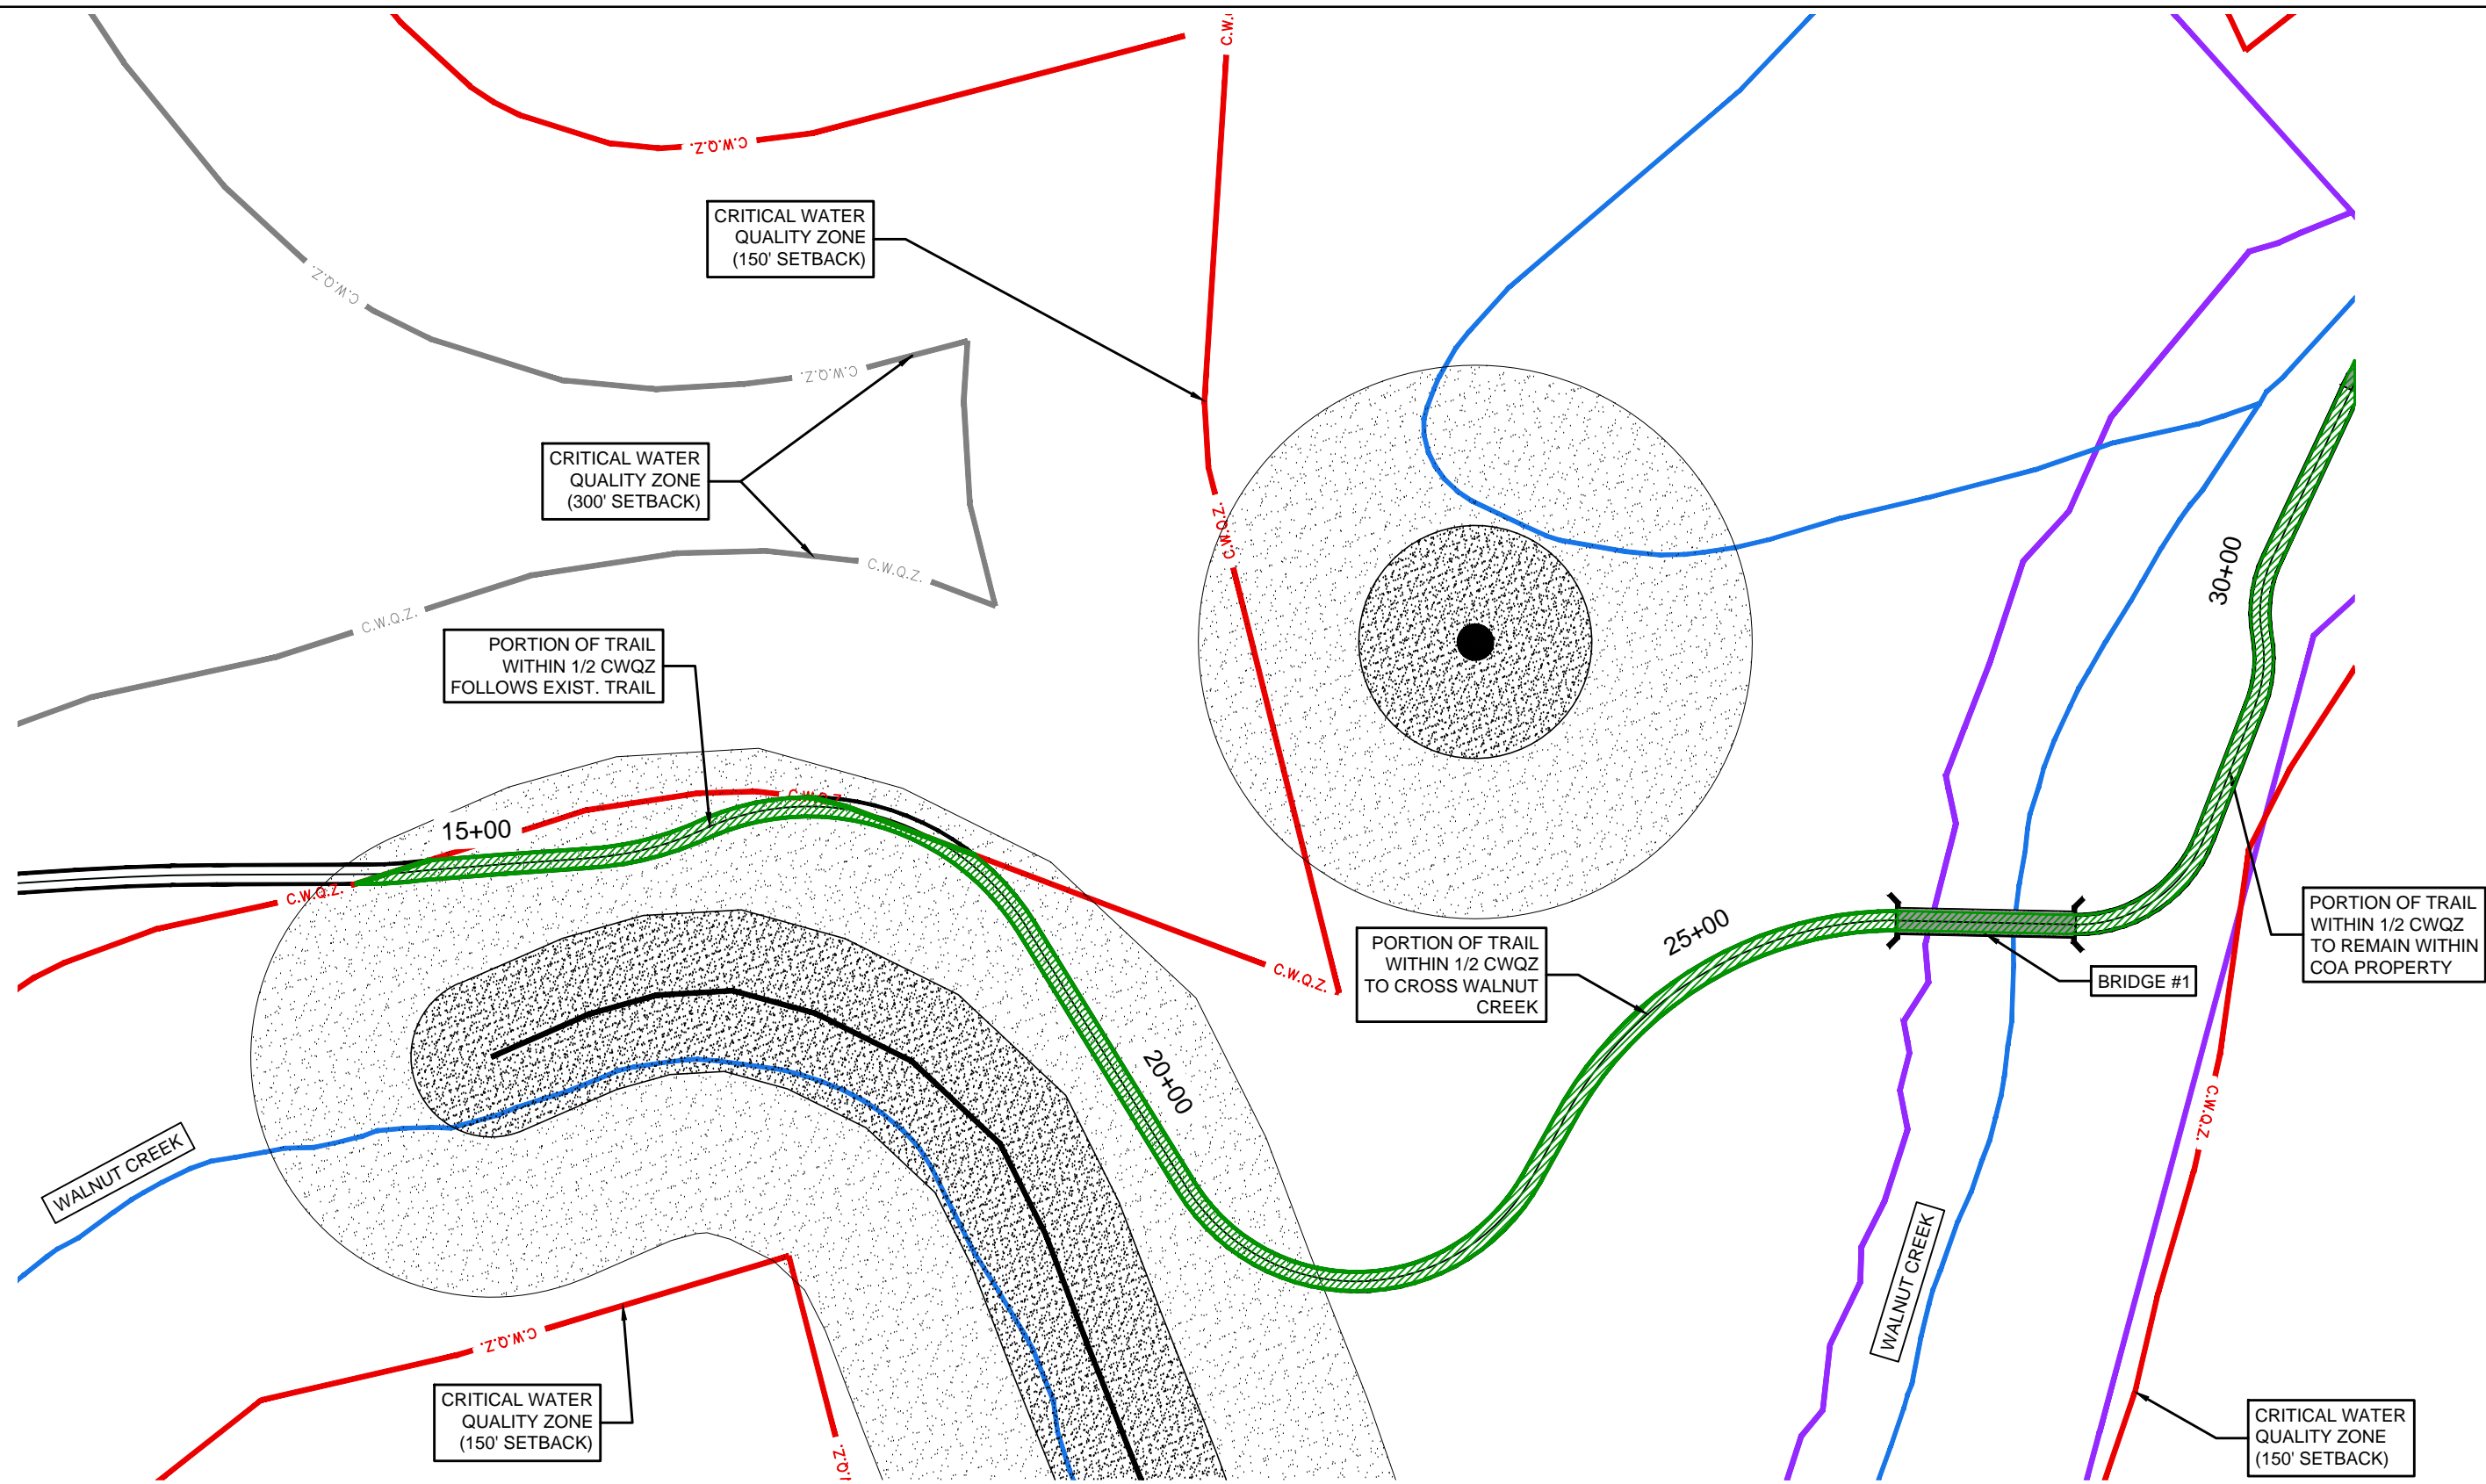 C.W.Q.Z.
C.W.Q.Z.
CRITICAL WATER
QUALITY ZONE
(150' SETBACK)
C.W.Q.Z.
C.W.Q.Z.
CRITICAL WATER
QUALITY ZONE
(300' SETBACK)
C.W.Q.Z.
C.W.Q.Z.
C.W.Q.Z.
30+00
PORTION OF TRAIL
WITHIN 1/2 CWQZ
FOLLOWS EXIST. TRAIL
C.W.Q.Z.
15+00
C.W.Q.Z.
PORTION OF TRAIL
WITHIN 1/2 CWQZ
TO REMAIN WITHIN
COA PROPERTY
25+00
PORTION OF TRAIL
WITHIN 1/2 CWQZ
TO CROSS WALNUT
CREEK
C.W.Q.Z.
BRIDGE #1
20+00
C.W.Q.Z.
WALNUT CREEK
WALNUT CREEK
C.W.Q.Z.
CRITICAL WATER
QUALITY ZONE
(150' SETBACK)
CRITICAL WATER
QUALITY ZONE
(150' SETBACK)